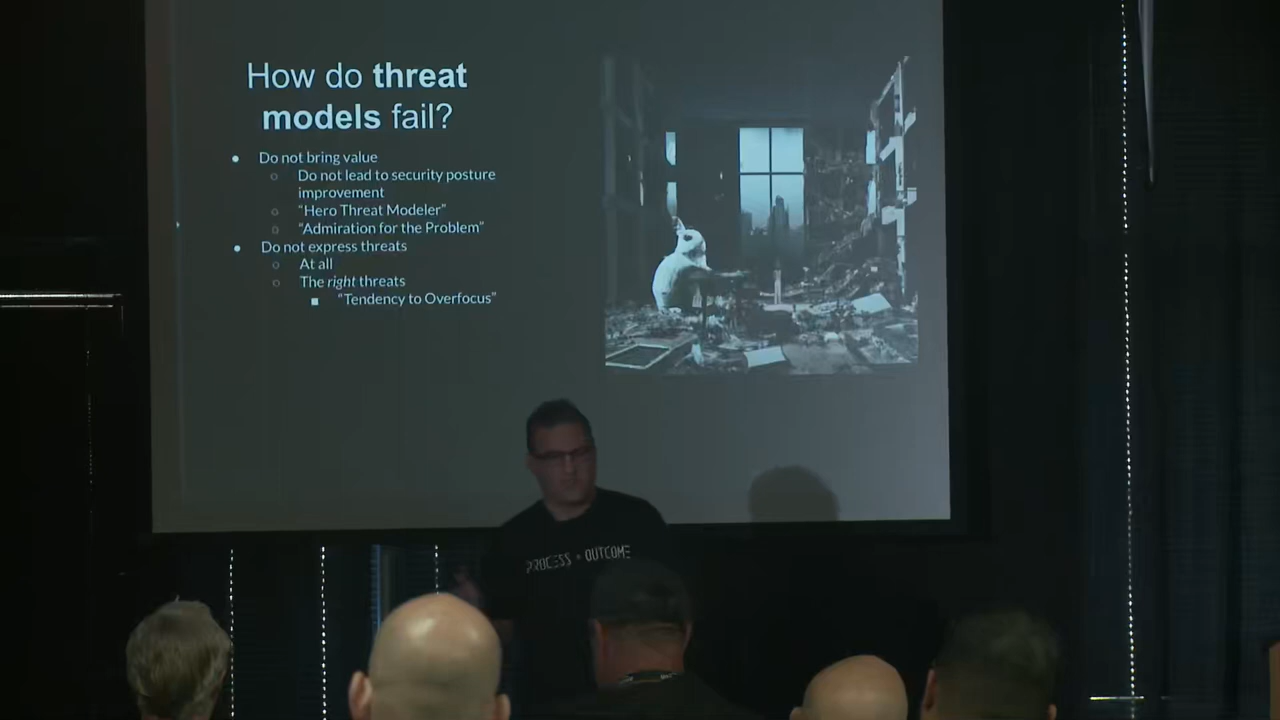 How do threat
models fail?
Do not bring value
Do not lead to security posture
improvement
“Hero Threat Modeler”
“Admiration for the Problem”
Do not express threats
At all
The right threats
“Tendency to Overfocus”
PROCESS = OUTCOME